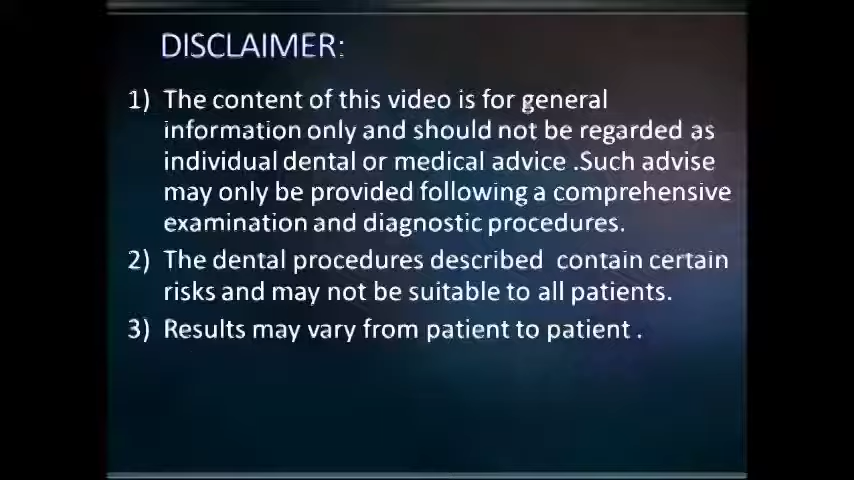 DISCLAIMER:
1) The content of this video is for general
information only and should not be regarded as
individual dental or medical advice .Such advise
may only be provided following a comprehensive
examination and diagnostic procedures.
2) The dental procedures described contain certain
risks and may not be suitable to all patients.
3) Results may vary from patient to patient .